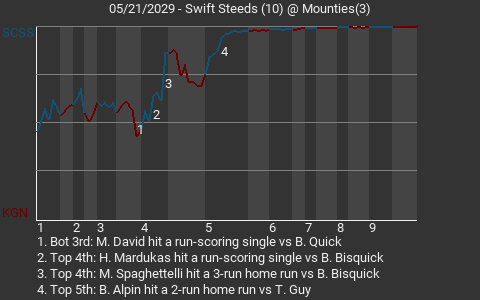 05/21/2029 - Swift Steeds (10) @ Mounties(3)
SCSS
3
4
2
1
KGN
1 2 3 4 5 6 7 8 9
1. Bot 3rd: M. David hit a run-scoring single vs B. Quick
2. Top 4th: H. Mardukas hit a run-scoring single vs B. Bisquick
3. Top 4th: M. Spaghettelli hit a 3-run home run vs B. Bisquick
4. Top 5th: B. Alpin hit a 2-run home run vs T. Guy